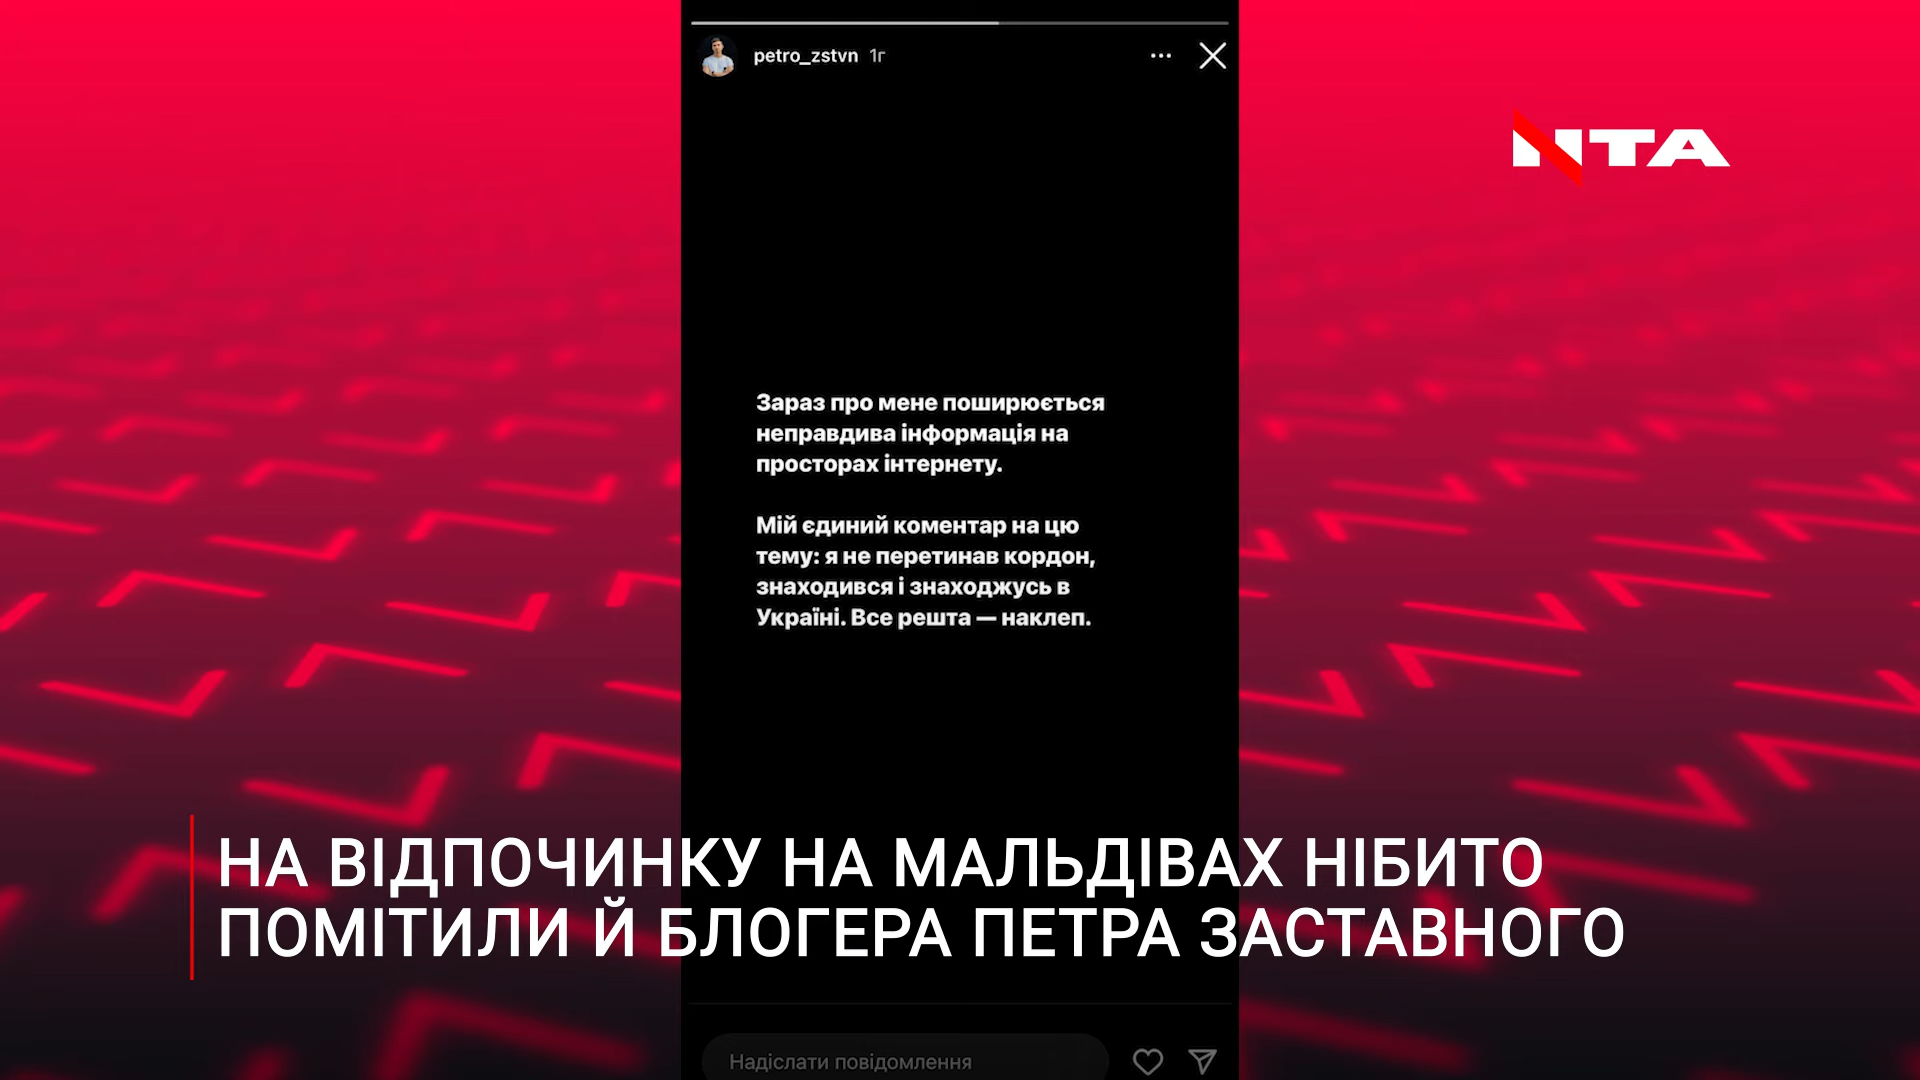 petro_zstvn 1г
NTA
Зараз про мене поширюється
неправдива інформація на
просторах інтернету.
Мій єдиний коментар на цю
тему: я не перетинав кордон,
знаходився і знаходжусь в
Україні. Все решта — наклеп.
НА ВІДПОЧИНКУ НА МАЛЬДІВАХ НІБИТО
ПОМІТИЛИ Й БЛОГЕРА ПЕТРА ЗАСТАВНОГО
Надіслати повідомлення